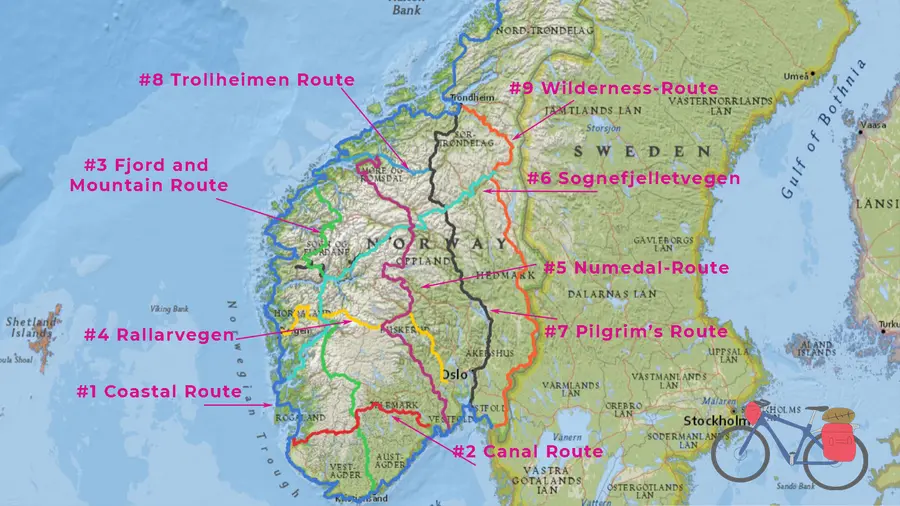 Norwegian
Bank
NORD-TRØNDELAG
#8 Trollheimen Route
#9 Wilderness-Route
Umeå
Trondheim
JÄMTLANDS LÄN
VÄSTERNORRLANDS
LÄN
Storsjön
Gulf of Bothnia
Vaasa
SØR-
TRØNDELAG
SWEDEN
#3 Fjord and
Mountain Route
MØRE OG
ROMSDAL
#6 Sognefjelletvegen
LÄNSI
SOGN OG
FJORDANE
NORWAY
GÄVLEBORGS
LÄN
OPPLAND
HEDMARK
#5 Numedal-Route
DALARNAS LÄN
Viking Bank
Shetland
Islands
HORDALAND
Bergen
BUSKERUD
#4 Rallarvegen
#7 Pilgrim’s Route
Turku
ÅLAND
ISLANDS
AKERSHUS
UPPSALA
LÄN
Norwegian Trough
Oslo
#1 Coastal Route
VÄRMLANDS
LÄN
VÄSTMANLANDS
LÄN
ÖREBRO
LÄN
Mälaren
TELEMARK
ROGALAND
VESTFOLD
ØSTFOLD
Stockholm
Vänern
SÖDERMANLANDS
LÄN
#2 Canal Route
AUST-
AGDER
VEST-
AGDER
VÄSTRA
GÖTALANDS
LÄN
ÖSTERGÖTLANDS
LÄN
Sandö Bank
Kristiansand
Vättern